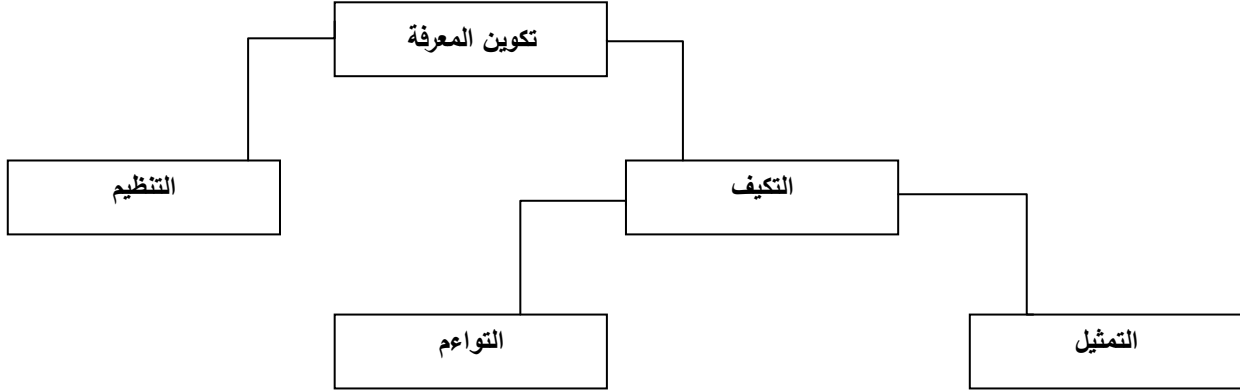 تكوين المعرفة
التكيف
التنظيم
التمثيل
التواءم